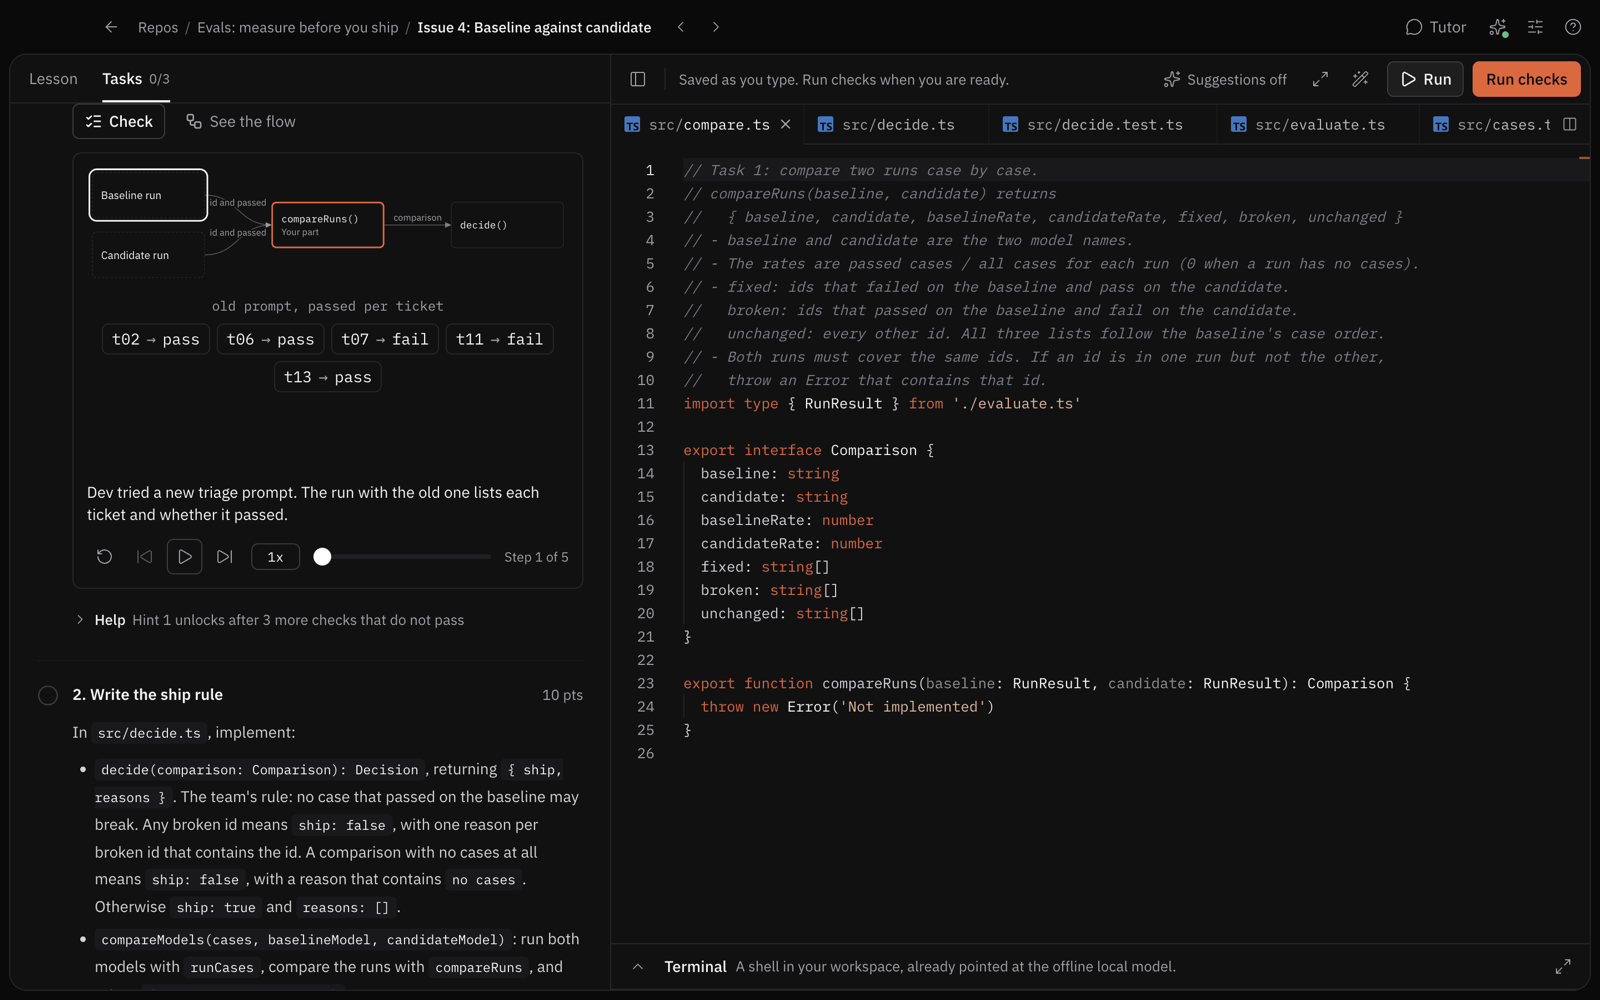 Repos / Evals: measure before you ship / Issue 4: Baseline against candidate
Tutor
Lesson
Tasks 0/3
Check
See the flow
Baseline run
Candidate run
id and passed
id and passed
compareRuns()
Your part
comparison
decide()
old prompt, passed per ticket
t02 → pass
t06 → pass
t07 → fail
t11 → fail
t13 → pass
Dev tried a new triage prompt. The run with the old one lists each
ticket and whether it passed.
1x
Step 1 of 5
Help Hint 1 unlocks after 3 more checks that do not pass
2. Write the ship rule
10 pts
In src/decide.ts , implement:
• decide(comparison: Comparison): Decision , returning { ship,
reasons } . The team's rule: no case that passed on the baseline may
break. Any broken id means ship: false , with one reason per
broken id that contains the id. A comparison with no cases at all
means ship: false , with a reason that contains no cases .
Otherwise ship: true and reasons: [] .
• compareModels(cases, baselineModel, candidateModel) : run both
models with runCases , compare the runs with compareRuns , and
Saved as you type. Run checks when you are ready.
Suggestions off
Run
Run checks
TS src/compare.ts
TS src/decide.ts
TS src/decide.test.ts
TS src/evaluate.ts
TS src/cases.t
1 // Task 1: compare two runs case by case.
2 // compareRuns(baseline, candidate) returns
3 //   { baseline, candidate, baselineRate, candidateRate, fixed, broken, unchanged }
4 // - baseline and candidate are the two model names.
5 // - The rates are passed cases / all cases for each run (0 when a run has no cases).
6 // - fixed: ids that failed on the baseline and pass on the candidate.
7 //   broken: ids that passed on the baseline and fail on the candidate.
8 //   unchanged: every other id. All three lists follow the baseline's case order.
9 // - Both runs must cover the same ids. If an id is in one run but not the other,
10 //   throw an Error that contains that id.
11 import type { RunResult } from './evaluate.ts'
12
13 export interface Comparison {
14   baseline: string
15   candidate: string
16   baselineRate: number
17   candidateRate: number
18   fixed: string[]
19   broken: string[]
20   unchanged: string[]
21 }
22
23 export function compareRuns(baseline: RunResult, candidate: RunResult): Comparison {
24   throw new Error('Not implemented')
25 }
26
Terminal A shell in your workspace, already pointed at the offline local model.